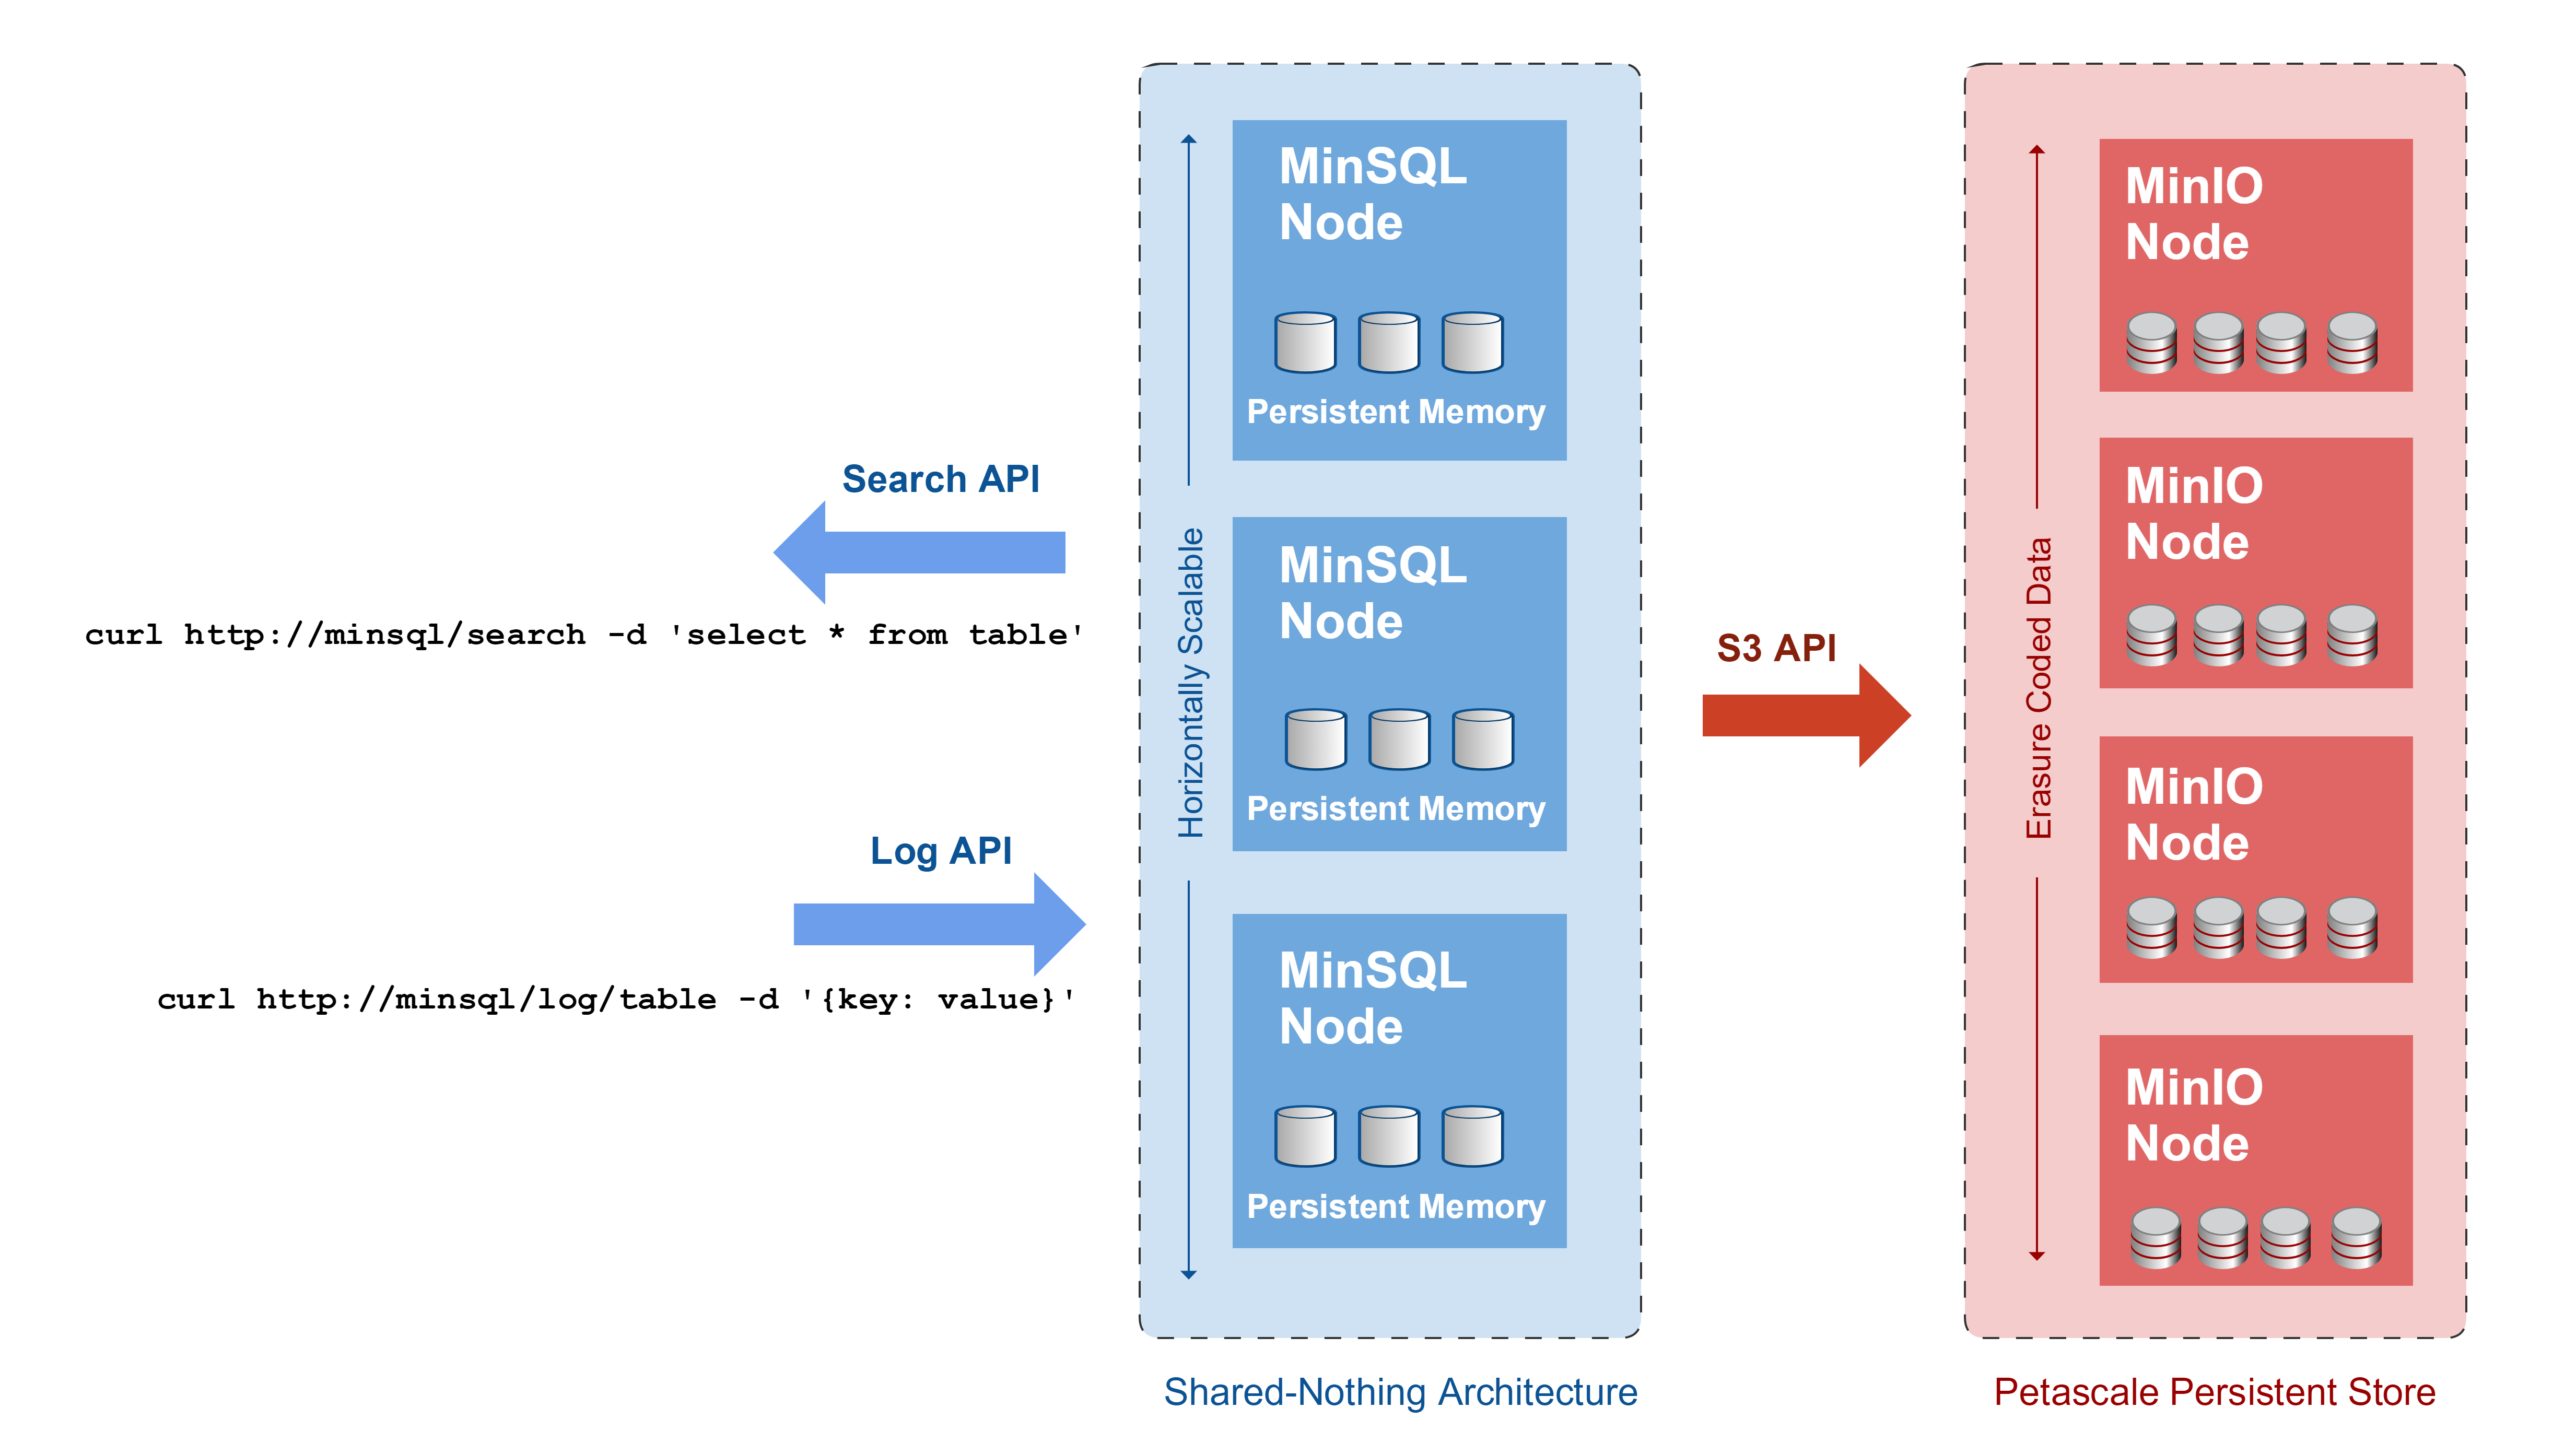 Search API
curl http://minsql/search -d 'select * from table'
Log API
curl http://minsql/log/table -d '{key: value}'
Horizontally Scalable
MinSQL
Node
Persistent Memory
MinSQL
Node
Persistent Memory
MinSQL
Node
Persistent Memory
Shared-Nothing Architecture
S3 API
Erasure Coded Data
MinIO
Node
MinIO
Node
MinIO
Node
MinIO
Node
Petascale Persistent Store